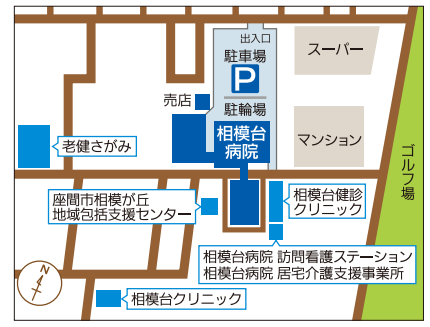 出入口
駐車場
P
駐輪場
スーパー
売店
相模台
病院
マンション
老健さがみ
ゴルフ場
座間市相模が丘
地域包括支援センター
相模台健診
クリニック
相模台病院 訪問看護ステーション
相模台病院 居宅介護支援事業所
N
相模台クリニック